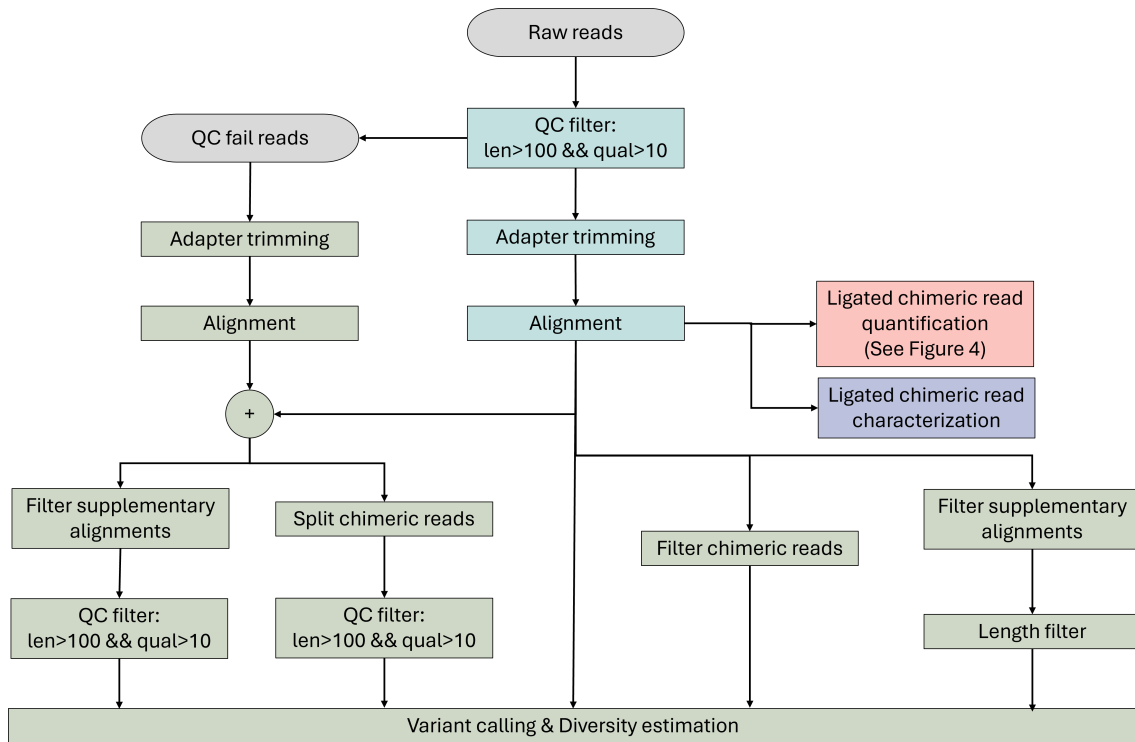 Raw reads
QC fail reads
QC filter:
len>100 && qual>10
Adapter trimming
Adapter trimming
Alignment
Alignment
Ligated chimeric read
quantification
(See Figure 4)
Ligated chimeric read
characterization
+
Filter supplementary
alignments
Split chimeric reads
Filter chimeric reads
Filter supplementary
alignments
QC filter:
len>100 && qual>10
QC filter:
len>100 && qual>10
Length filter
Variant calling & Diversity estimation